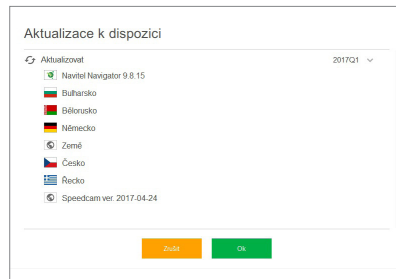 Aktualizace k dispozici
Aktualizovat 2017Q1
Navitel Navigator 9.8.15
Bulharsko
Bělorusko
Německo
Země
Česko
Řecko
Speedcam ver. 2017-04-24
Zrušit Ok